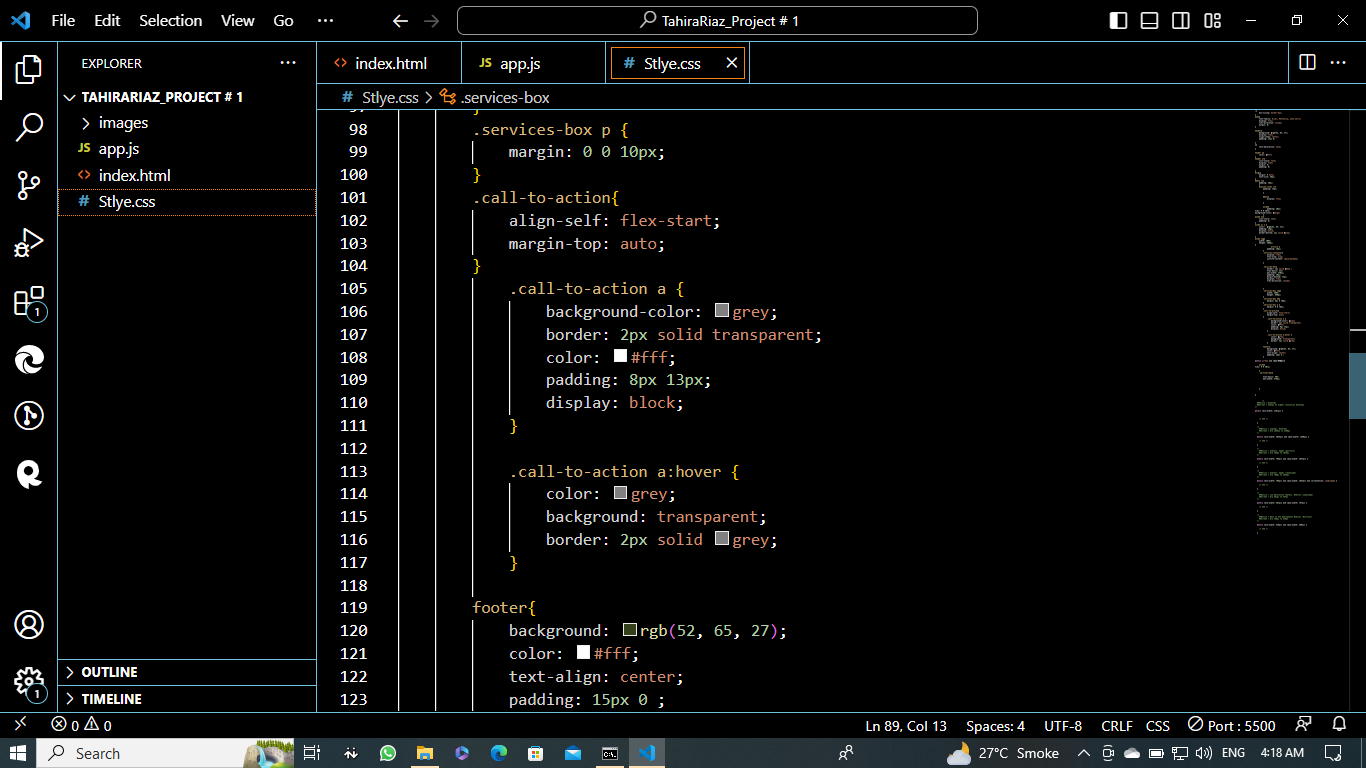 File Edit Selection View Go ··· TahiraRiaz_Project # 1
EXPLORER ···
TAHIRARIAZ_PROJECT # 1
images
JS app.js
<> index.html
# Stlye.css
OUTLINE
TIMELINE
<> index.html JS app.js # Stlye.css
# Stlye.css > .services-box
98 .services-box p {
99 margin: 0 0 10px;
100 }
101 .call-to-action{
102 align-self: flex-start;
103 margin-top: auto;
104 }
105 .call-to-action a {
106 background-color: grey;
107 border: 2px solid transparent;
108 color: #fff;
109 padding: 8px 13px;
110 display: block;
111 }
112
113 .call-to-action a:hover {
114 color: grey;
115 background: transparent;
116 border: 2px solid grey;
117 }
118
119 footer{
120 background: rgb(52, 65, 27);
121 color: #fff;
122 text-align: center;
123 padding: 15px 0 ;
1
1
0 0 Ln 89, Col 13 Spaces: 4 UTF-8 CRLF CSS Port : 5500
Search 27°C Smoke ENG 4:18 AM